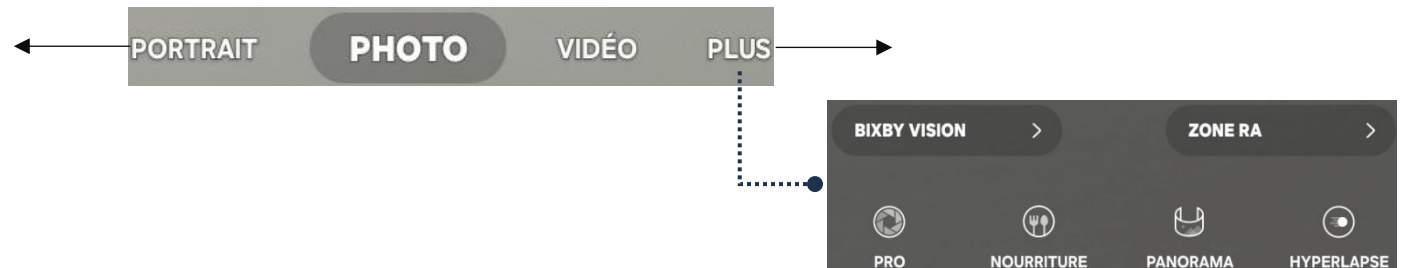 PORTRAIT PHOTO VIDÉO PLUS
BIXBY VISION ZONE RA
PRO NOURRITURE PANORAMA HYPERLAPSE